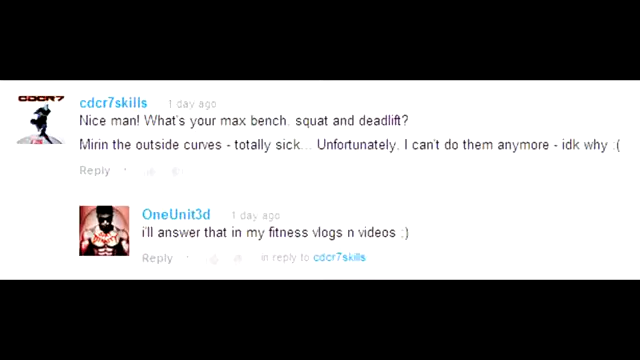 CDCR7
cdcr7skills 1 day ago
Nice man! What's your max bench, squat and deadlift?
Mirin the outside curves - totally sick... Unfortunately, I can't do them anymore - idk why :(
Reply
OneUnit3d 1 day ago
i'll answer that in my fitness vlogs n videos :)
Reply in reply to cdcr7skills